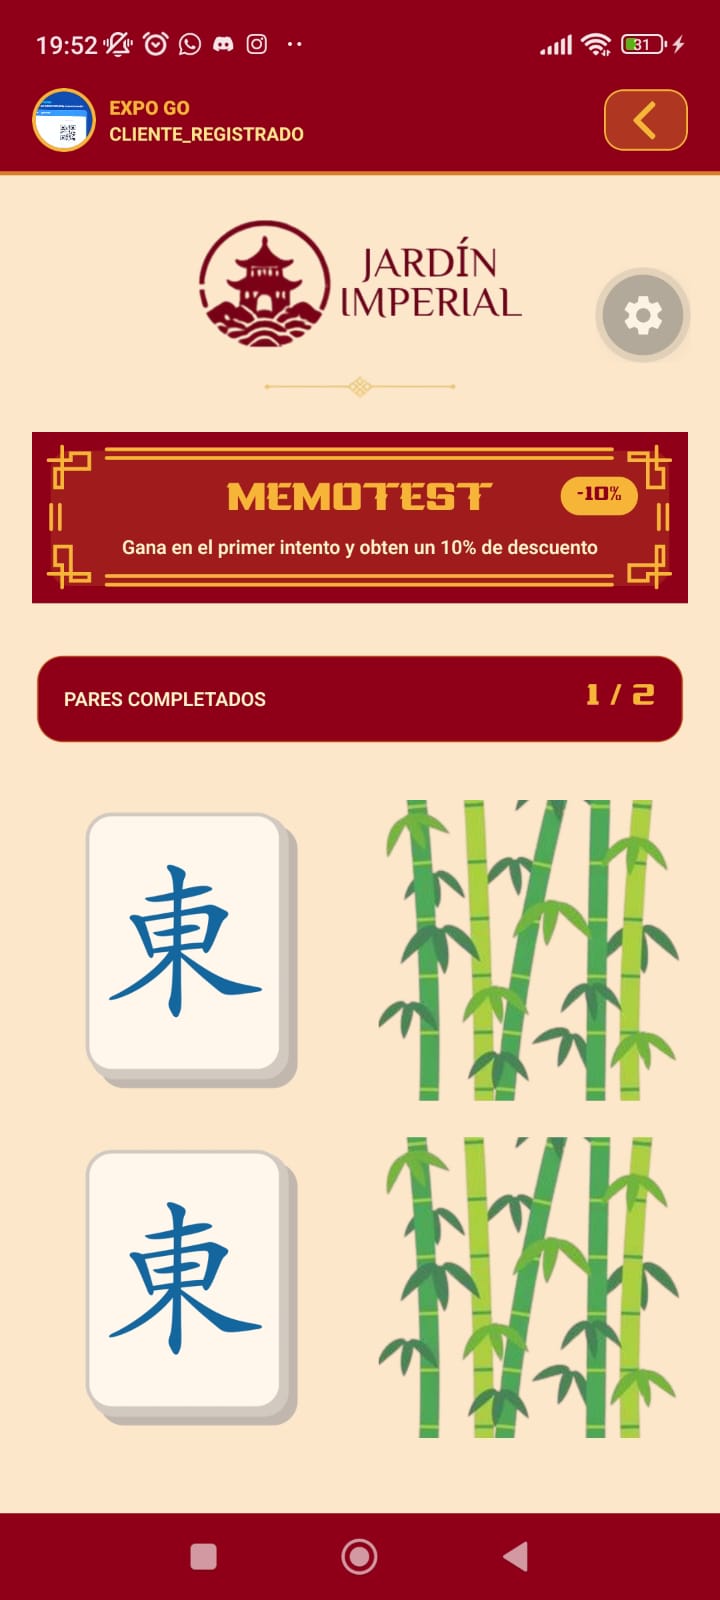 19:52
31
EXPO GO
CLIENTE_REGISTRADO
JARDÍN
IMPERIAL
MEMOTEST
-10%
Gana en el primer intento y obten un 10% de descuento
PARES COMPLETADOS
1 / 2
東
東